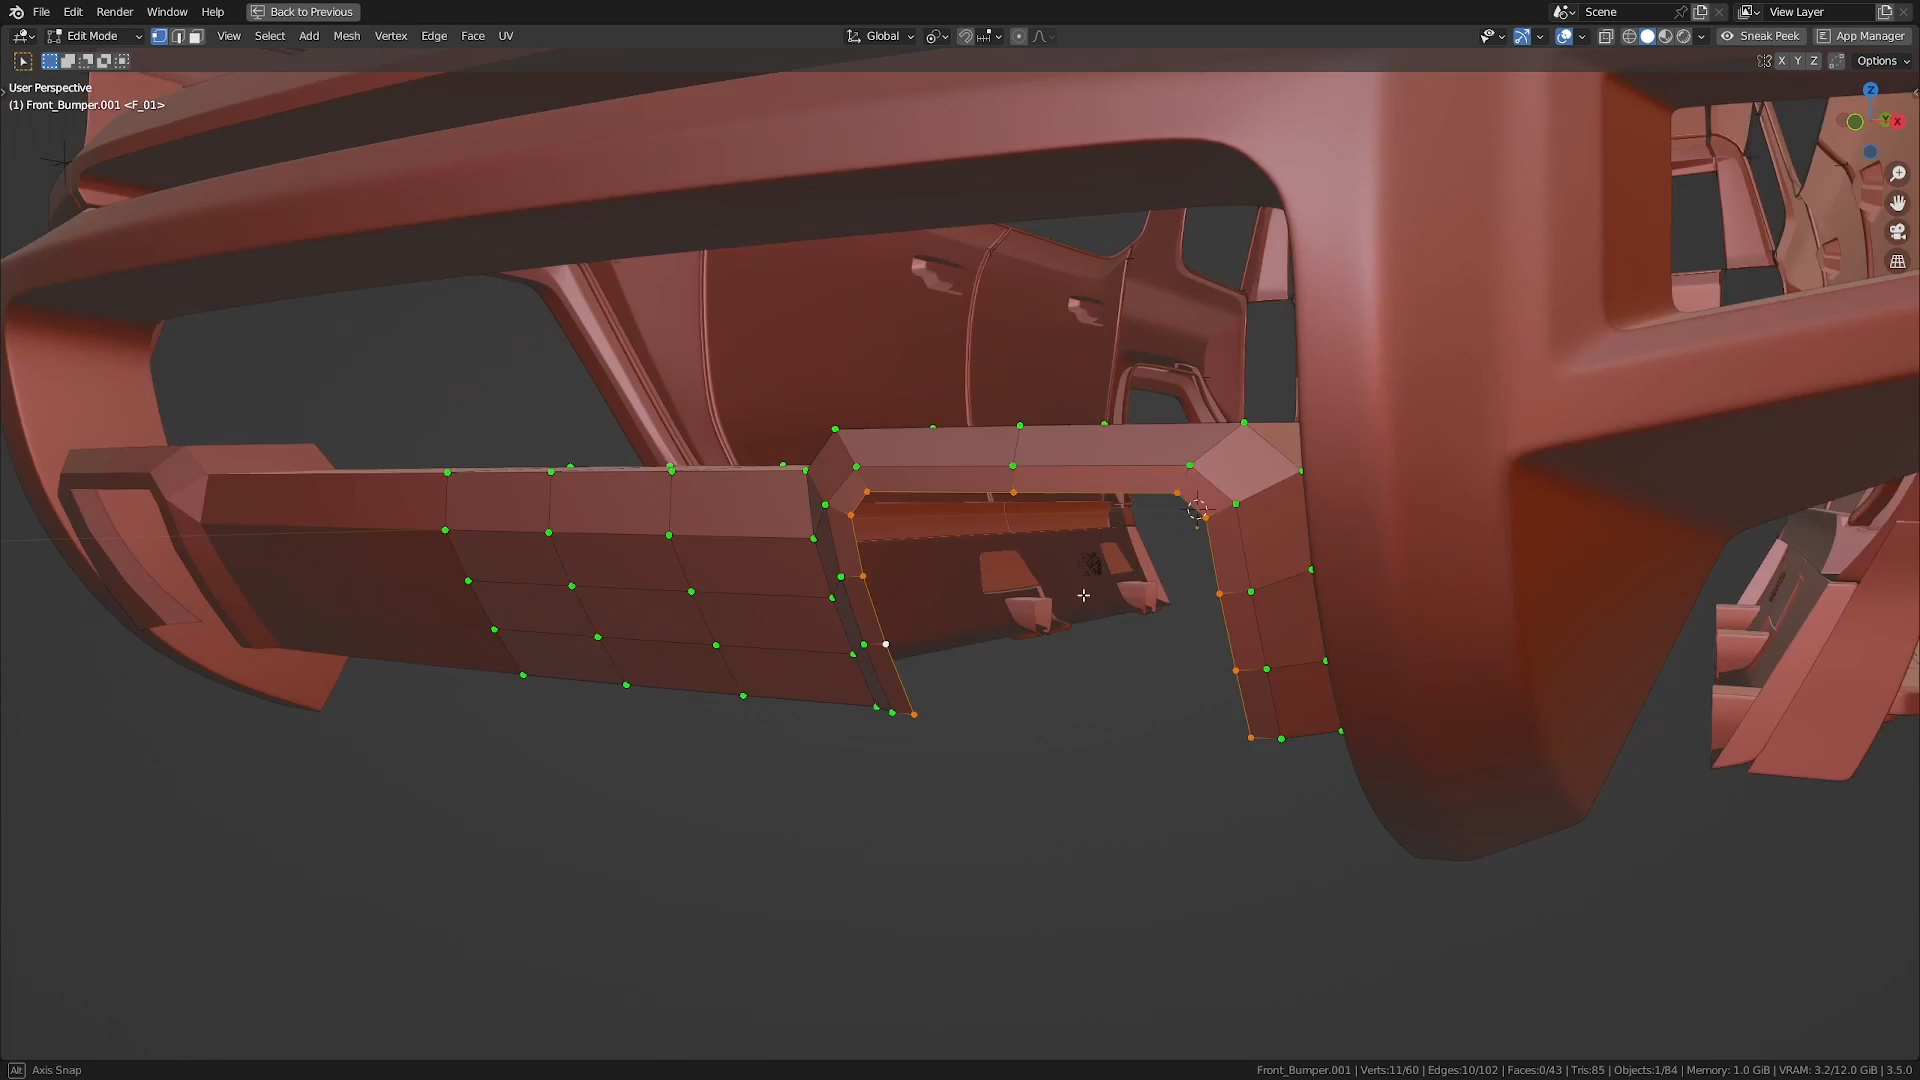 File Edit Render Window Help Back to Previous Scene View Layer
Edit Mode View Select Add Mesh Vertex Edge Face UV Global Sneak Peek App Manager
X Y Z Options
User Perspective
(1) Front_Bumper.001 <F_01>
Z
Y X
Alt Axis Snap Front_Bumper.001 | Verts:11/60 | Edges:10/102 | Faces:0/43 | Tris:85 | Objects:1/84 | Memory: 1.0 GiB | VRAM: 3.2/12.0 GiB | 3.5.0